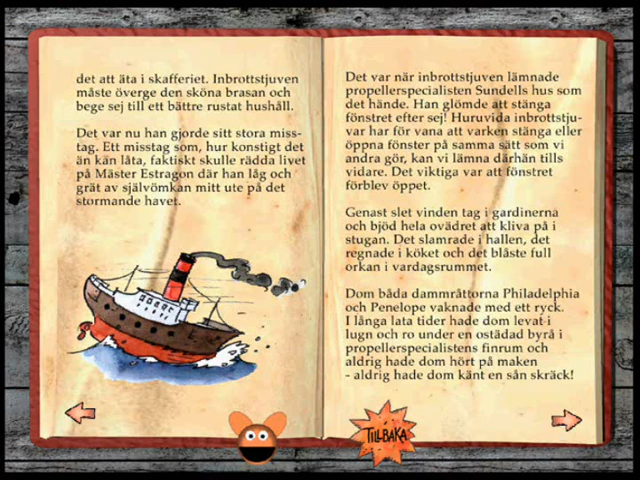 det att äta i skafferiet. Inbrottstjuven
måste överge den sköna brasan och
bege sej till ett bättre rustat hushåll.
Det var nu han gjorde sitt stora miss-
tag. Ett misstag som, hur konstigt det
än kan låta, faktiskt skulle rädda livet
på Mäster Estragon där han låg och
grät av självömkan mitt ute på det
stormande havet.
Det var när inbrottstjuven lämnade
propellerspecialisten Sundells hus som
det hände. Han glömde att stänga
fönstret efter sej! Huruvida inbrottstju-
var har för vana att varken stänga eller
öppna fönster på samma sätt som vi
andra gör, kan vi lämna därhän tills
vidare. Det viktiga var att fönstret
förblev öppet.
Genast slet vinden tag i gardinerna
och bjöd hela ovädret att kliva på i
stugan. Det slamrade i hallen, det
regnade i köket och det blåste full
orkan i vardagsrummet.
Dom båda dammråttorna Philadelphia
och Penelope vaknade med ett ryck.
I långa lata tider hade dom levat i
lugn och ro under en ostädad byrå i
propellerspecialistens finrum och
aldrig hade dom hört på maken
- aldrig hade dom känt en sån skräck!
TILLBAKA